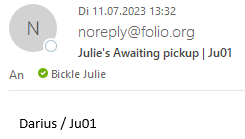 Di 11.07.2023 13:32
N
noreply@folio.org
Julie's Awaiting pickup | Ju01
An Bickle Julie
Darius / Ju01